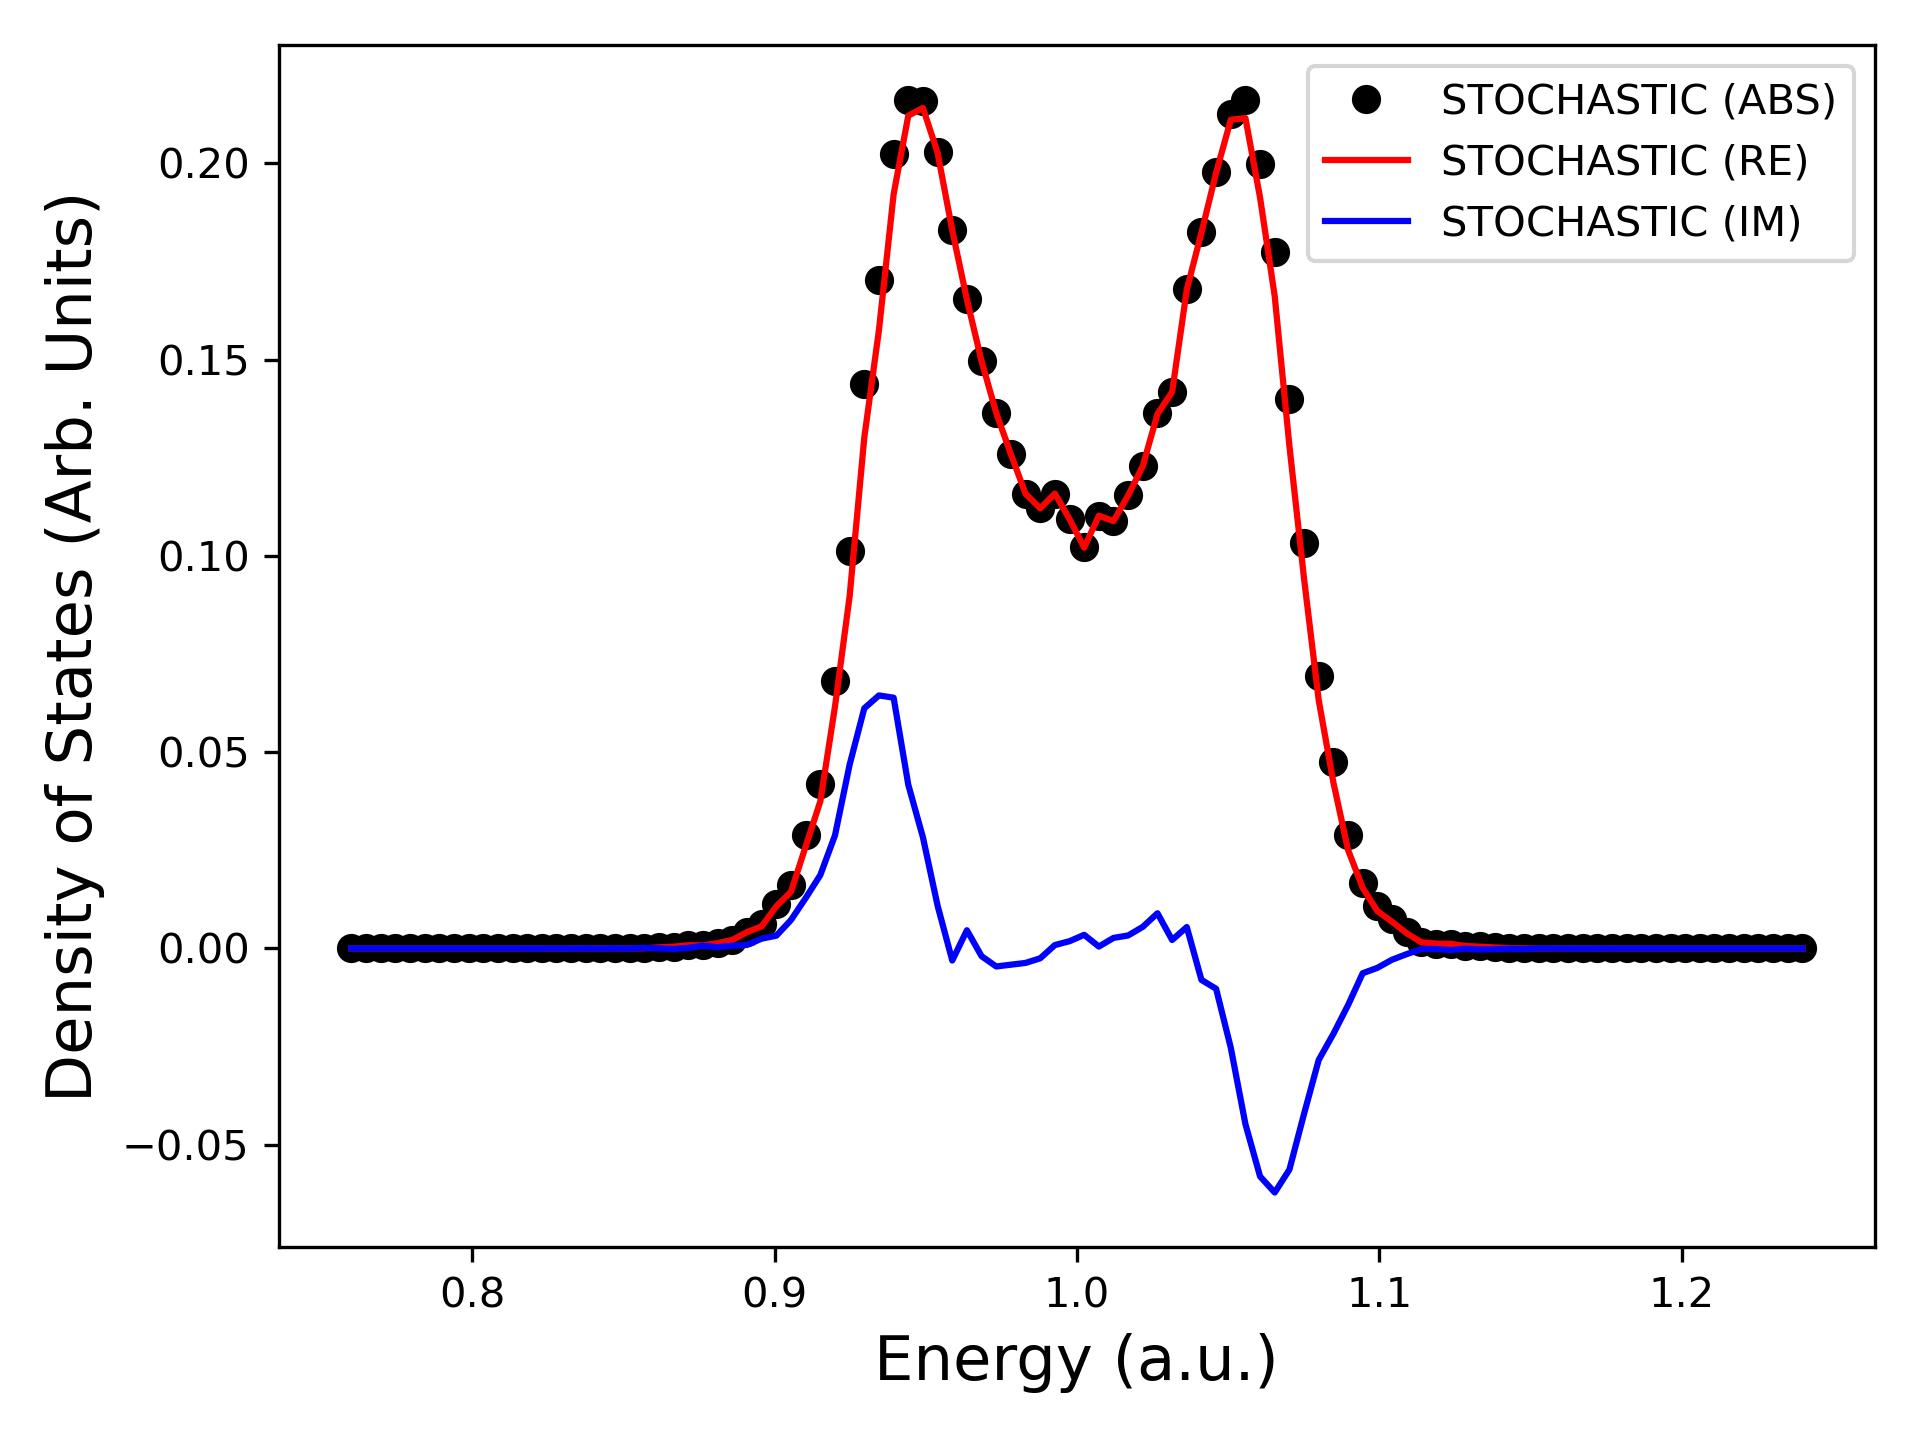 STOCHASTIC (ABS)
STOCHASTIC (RE)
STOCHASTIC (IM)
Density of States (Arb. Units)
0.20
0.15
0.10
0.05
0.00
−0.05
0.8 0.9 1.0 1.1 1.2
Energy (a.u.)